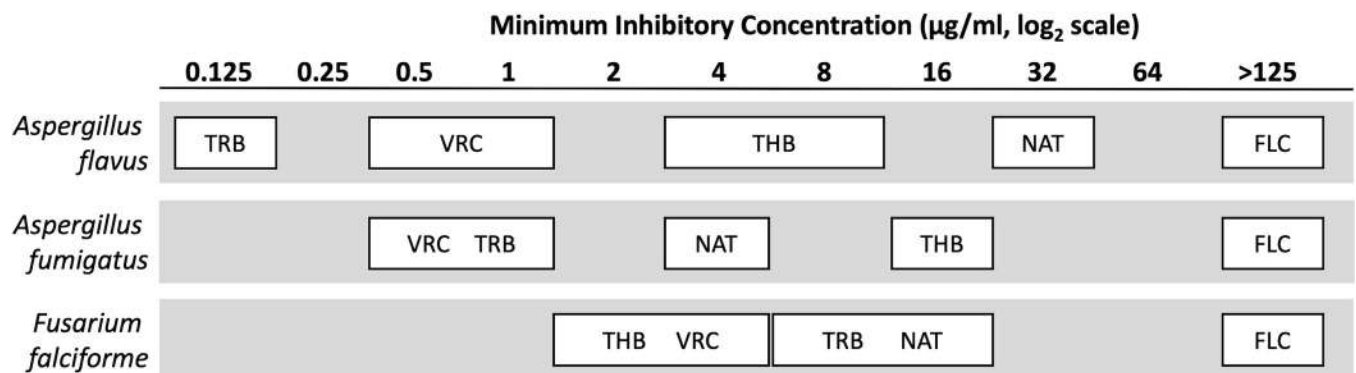 Minimum Inhibitory Concentration (µg/ml, log₂ scale)
0.125 0.25 0.5 1 2 4 8 16 32 64 >125
Aspergillus
flavus
TRB VRC THB NAT FLC
Aspergillus
fumigatus
VRC TRB NAT THB FLC
Fusarium
falciforme
THB VRC TRB NAT FLC